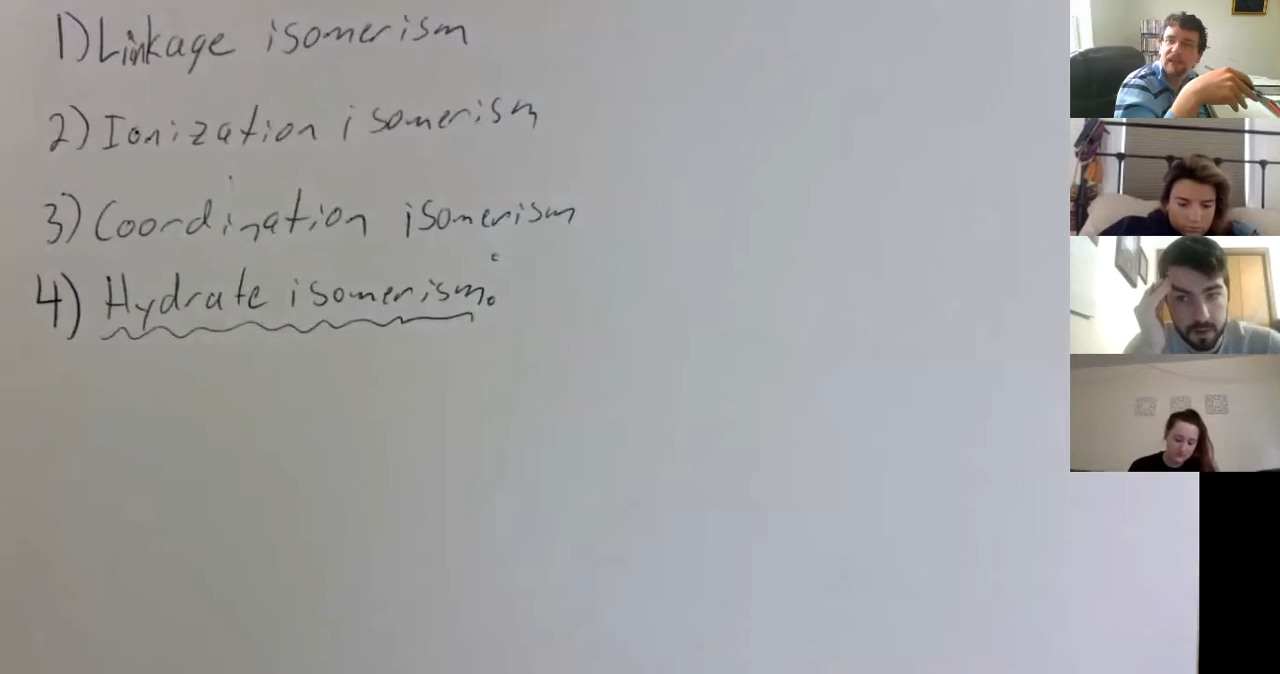 1) Linkage isomerism
2) Ionization isomerism
3) Coordination isomerism
4) Hydrate isomerism.